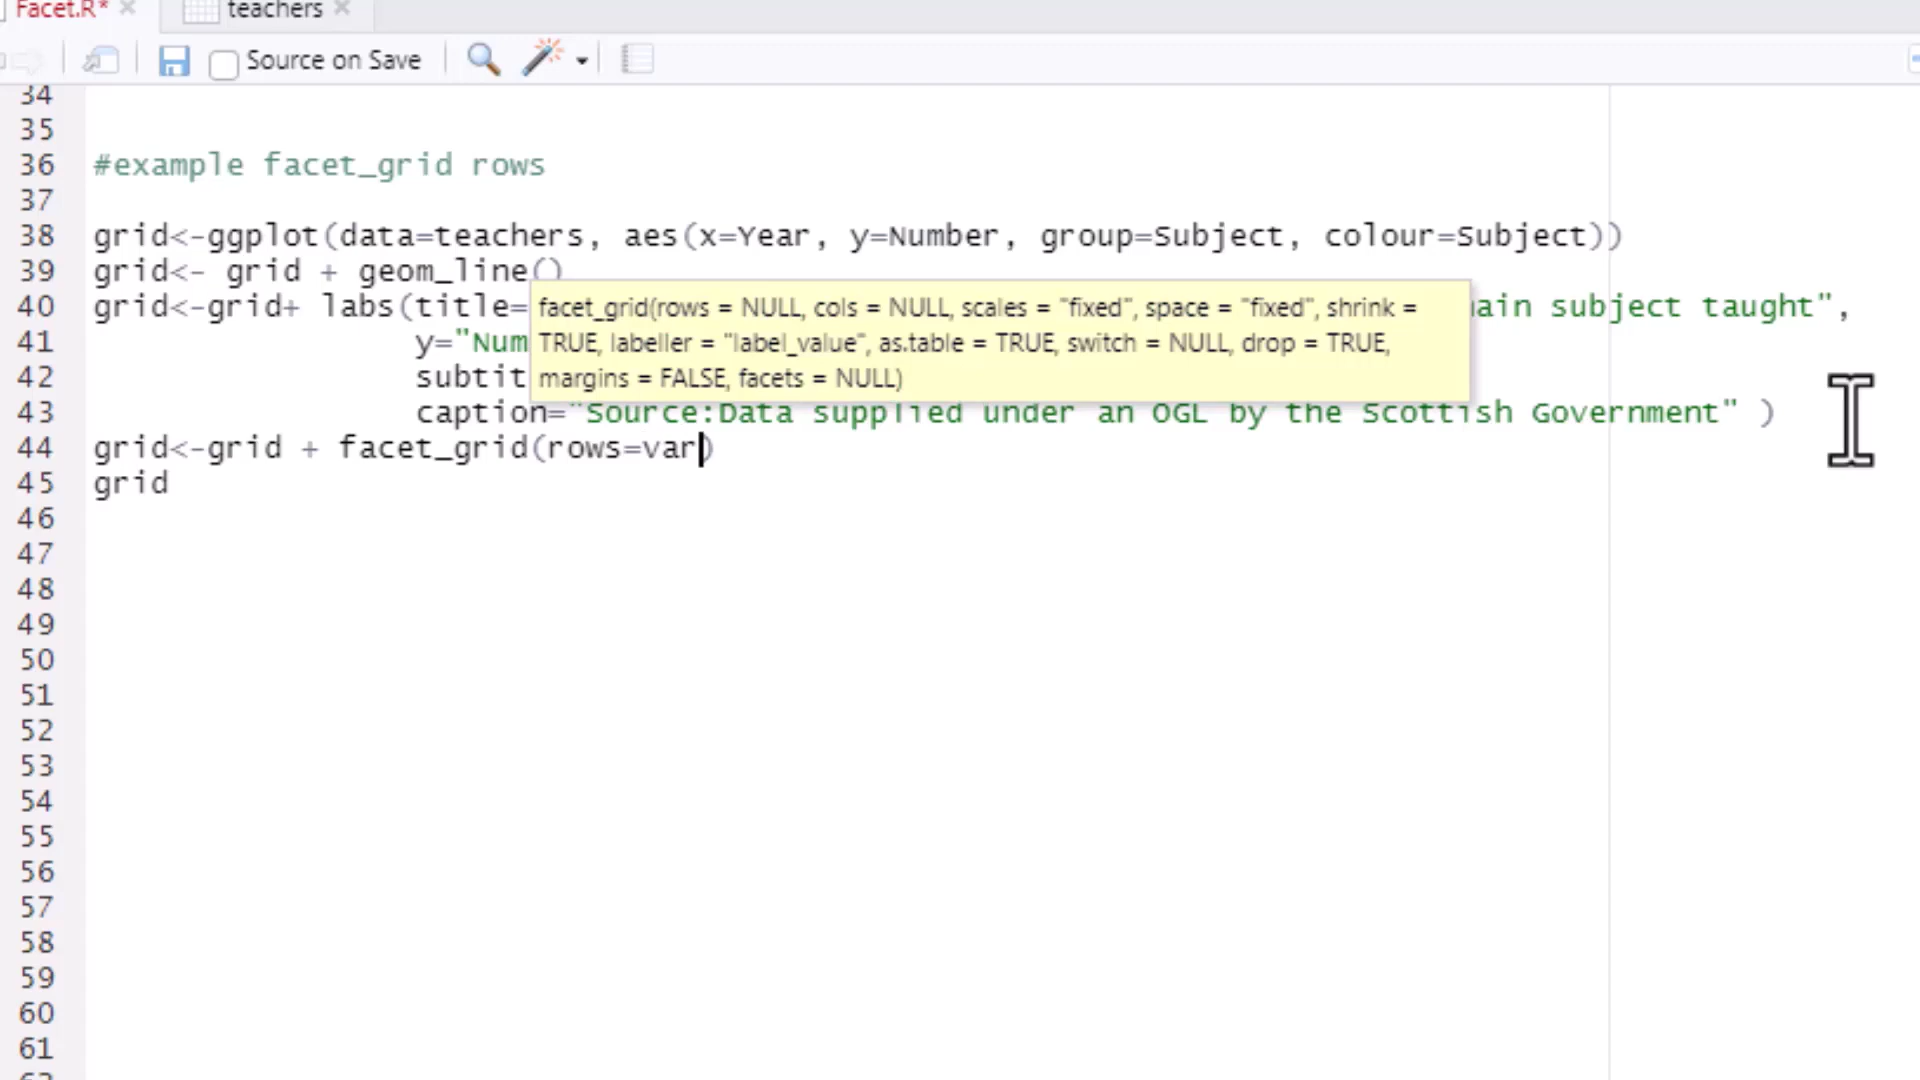 Facet.R* × teachers ×
Source on Save
34
35
36 #example facet_grid rows
37
38 grid<-ggplot(data=teachers, aes(x=Year, y=Number, group=Subject, colour=Subject))
39 grid<- grid + geom_line()
40 grid<-grid+ labs(title= ain subject taught",
41 y="Num
42 subtit
facet_grid(rows = NULL, cols = NULL, scales = "fixed", space = "fixed", shrink =
TRUE, labeller = "label_value", as.table = TRUE, switch = NULL, drop = TRUE,
margins = FALSE, facets = NULL)
43 caption="Source:Data supplied under an OGL by the Scottish Government" )
44 grid<-grid + facet_grid(rows=var)
45 grid
46
47
48
49
50
51
52
53
54
55
56
57
58
59
60
61